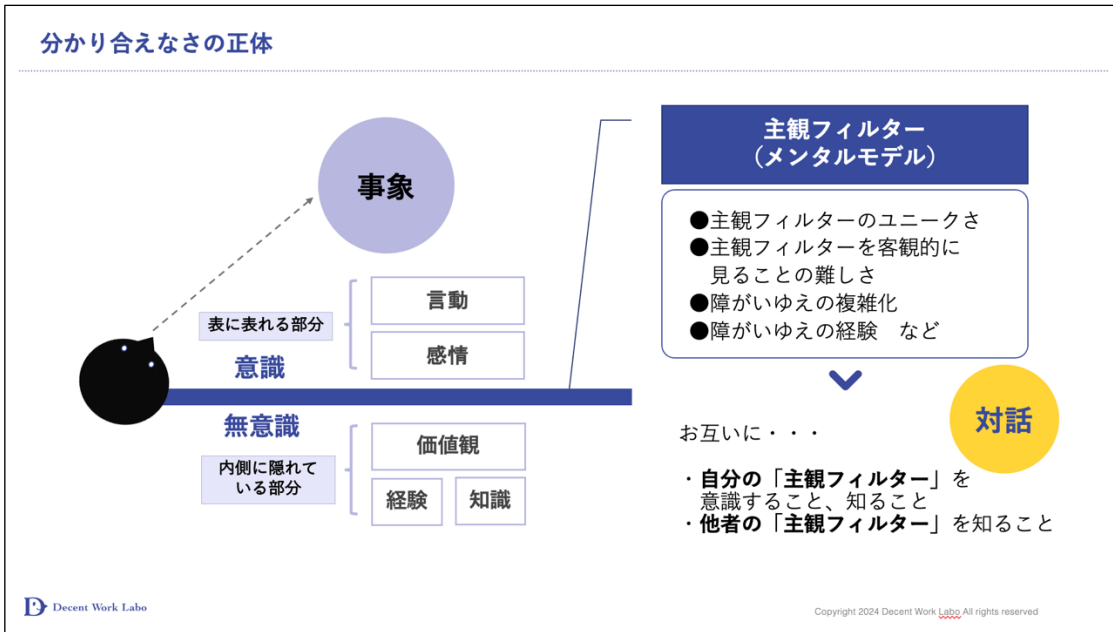 分かり合えなさの正体
事象
表に表れる部分
言動
感情
意識
無意識
内側に隠れて
いる部分
価値観
経験
知識
主観フィルター
（メンタルモデル）
●主観フィルターのユニークさ
●主観フィルターを客観的に
見ることの難しさ
●障がいゆえの複雑化
●障がいゆえの経験　など
対話
お互いに・・・
・自分の「主観フィルター」を
意識すること、知ること
・他者の「主観フィルター」を知ること
Decent Work Labo
Copyright 2024 Decent Work Labo All rights reserved